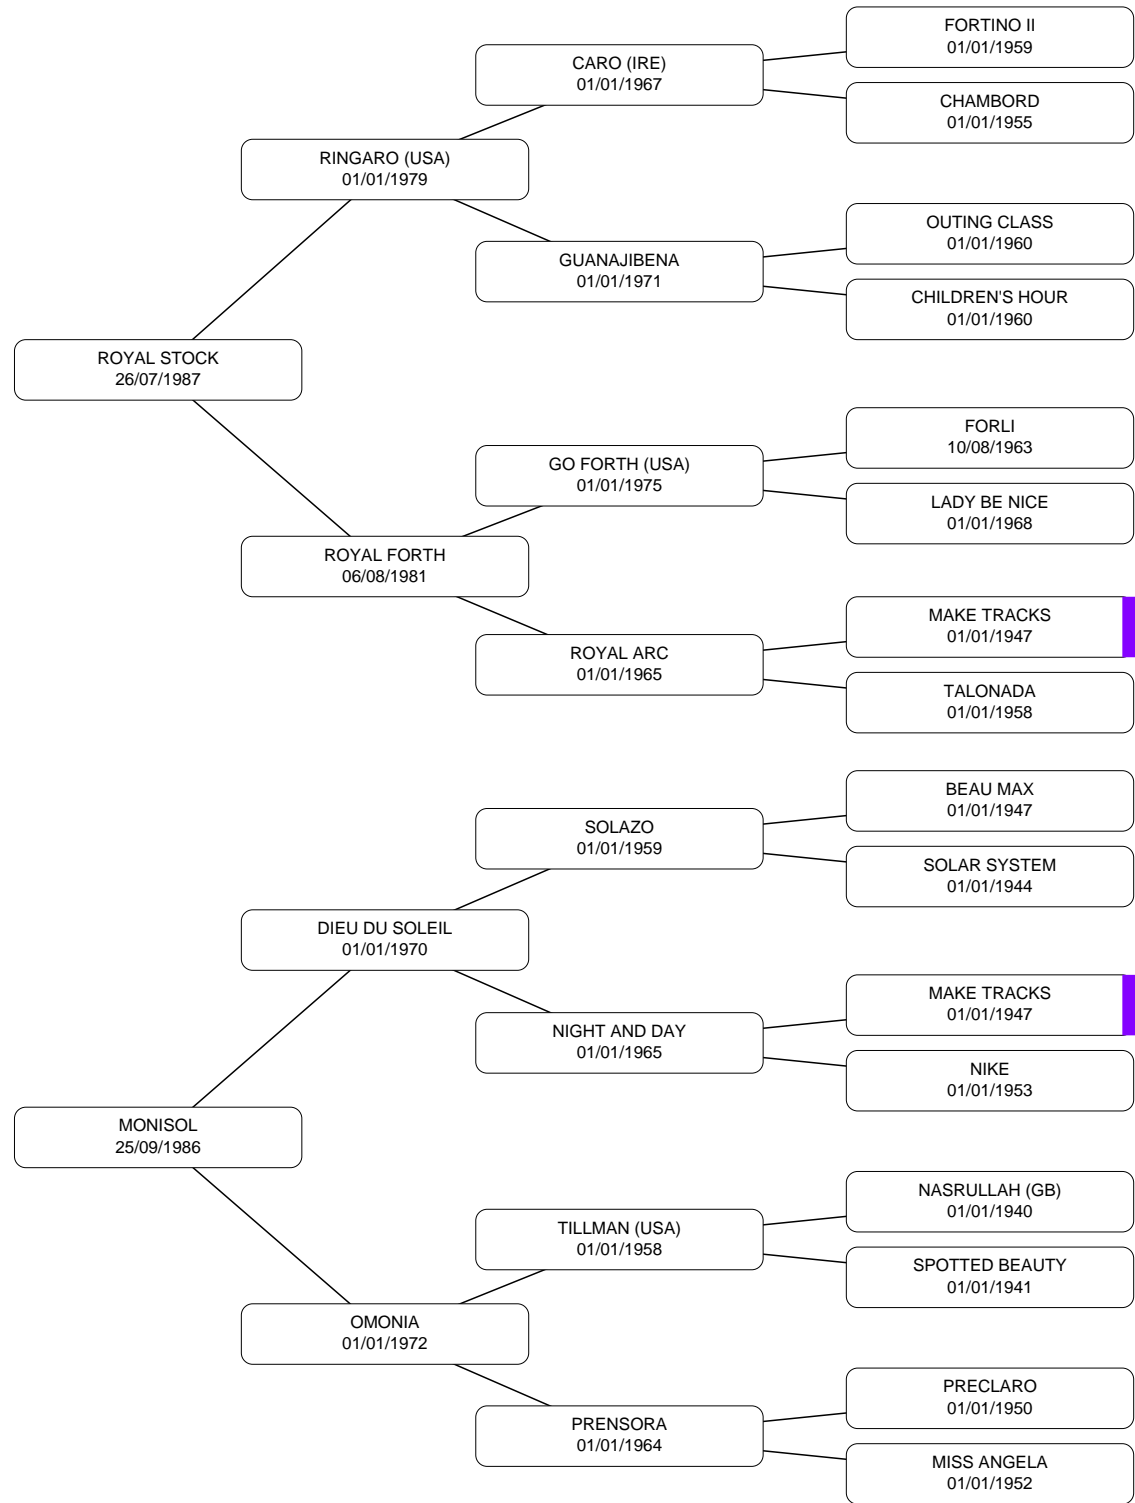 FORTINO II
01/01/1959
CARO (IRE)
01/01/1967
CHAMBORD
01/01/1955
RINGARO (USA)
01/01/1979
OUTING CLASS
01/01/1960
GUANAJIBENA
01/01/1971
CHILDREN'S HOUR
01/01/1960
ROYAL STOCK
26/07/1987
FORLI
10/08/1963
GO FORTH (USA)
01/01/1975
LADY BE NICE
01/01/1968
ROYAL FORTH
06/08/1981
MAKE TRACKS
01/01/1947
ROYAL ARC
01/01/1965
TALONADA
01/01/1958
BEAU MAX
01/01/1947
SOLAZO
01/01/1959
SOLAR SYSTEM
01/01/1944
DIEU DU SOLEIL
01/01/1970
MAKE TRACKS
01/01/1947
NIGHT AND DAY
01/01/1965
NIKE
01/01/1953
MONISOL
25/09/1986
NASRULLAH (GB)
01/01/1940
TILLMAN (USA)
01/01/1958
SPOTTED BEAUTY
01/01/1941
OMONIA
01/01/1972
PRECLARO
01/01/1950
PRENSORA
01/01/1964
MISS ANGELA
01/01/1952